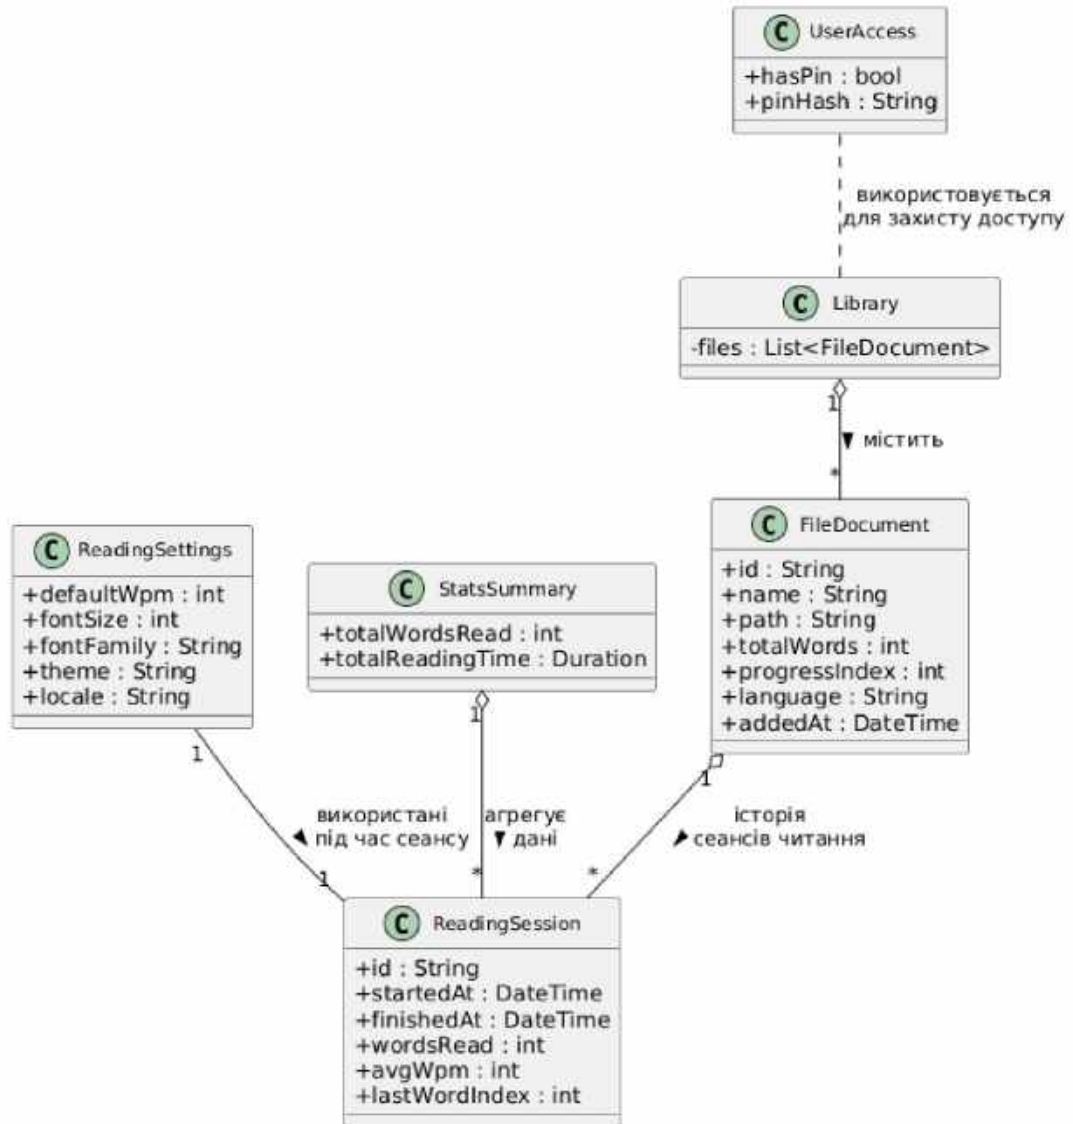 C UserAccess
+hasPin : bool
+pinHash : String
використовується
для захисту доступу
C Library
-files : List<FileDocument>
1
містить
*
C FileDocument
+id : String
+name : String
+path : String
+totalWords : int
+progressIndex : int
+language : String
+addedAt : DateTime
C ReadingSettings
+defaultWpm : int
+fontSize : int
+fontFamily : String
+theme : String
+locale : String
C StatsSummary
+totalWordsRead : int
+totalReadingTime : Duration
1
1
1
використані
під час сеансу
агрегує
дані
історія
сеансів читання
1
*
*
C ReadingSession
+id : String
+startedAt : DateTime
+finishedAt : DateTime
+wordsRead : int
+avgWpm : int
+lastWordIndex : int